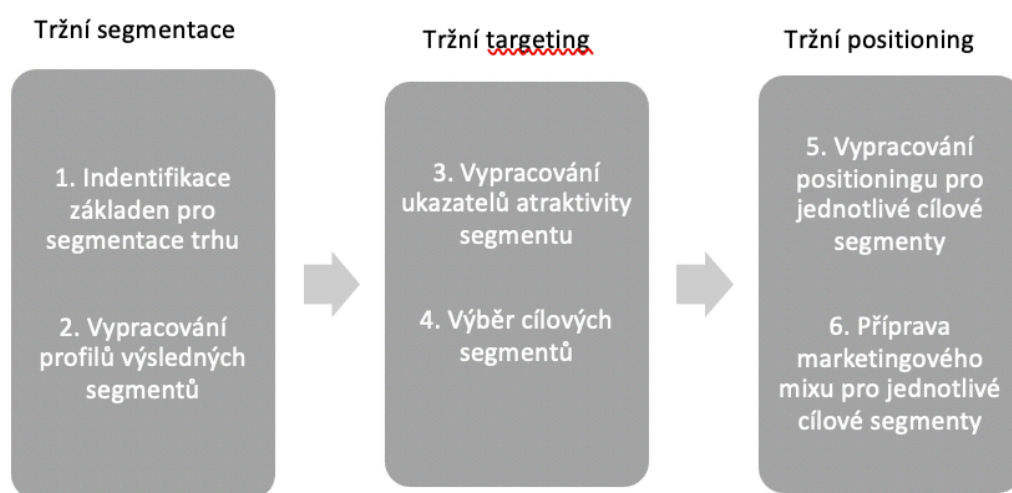 Tržní segmentace
1. Indentifikace
základen pro
segmentace trhu
2. Vypracování
profilů výsledných
segmentů
Tržní targeting
3. Vypracování
ukazatelů atraktivity
segmentu
4. Výběr cílových
segmentů
Tržní positioning
5. Vypracování
positioningu pro
jednotlivé cílové
segmenty
6. Příprava
marketingového
mixu pro jednotlivé
cílové segmenty